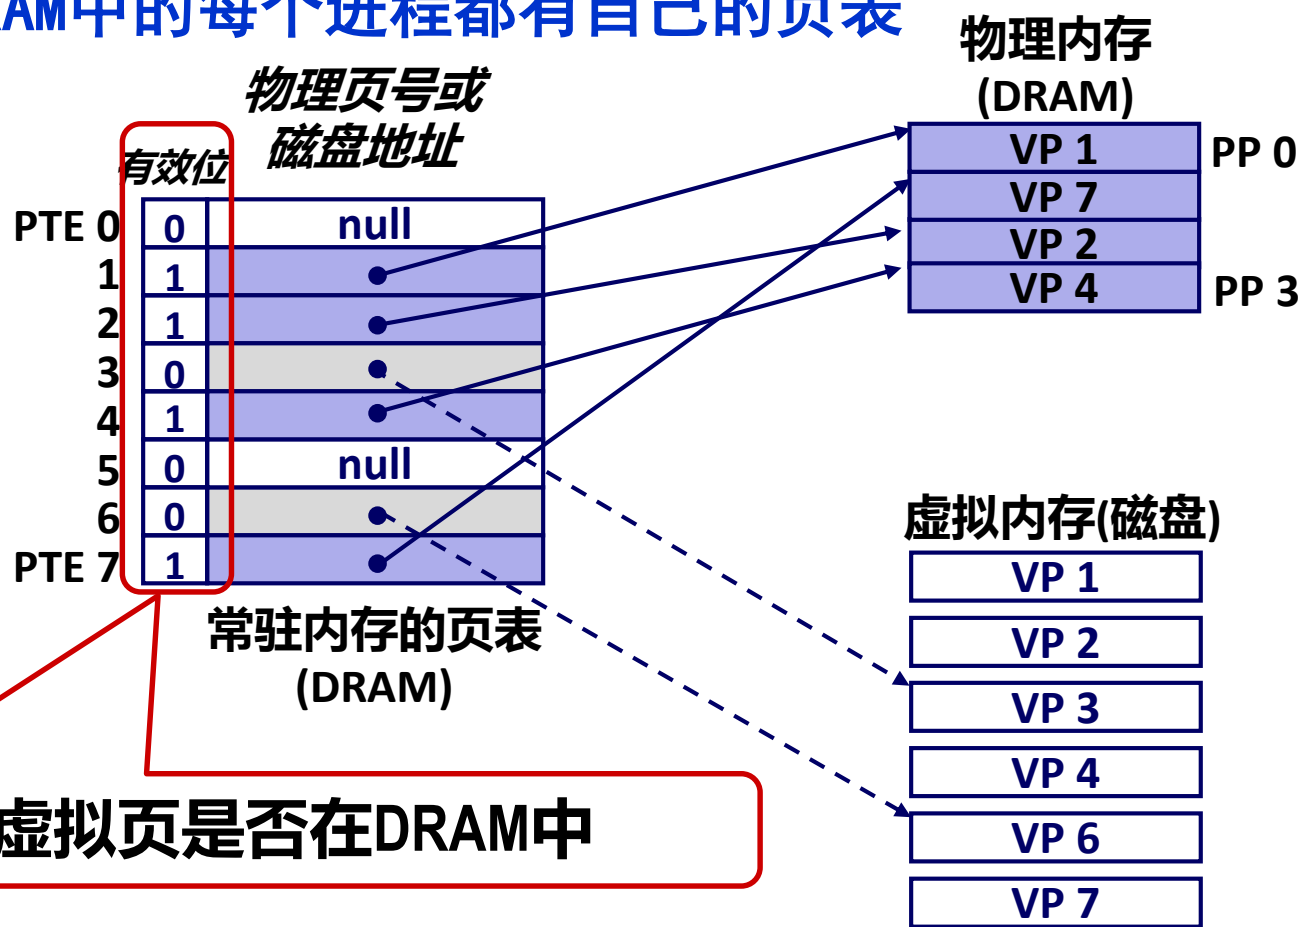 AM中的每个进程都有自己的页表
物理内存
(DRAM)
物理页号或
磁盘地址
有效位
VP 1 PP 0
VP 7
VP 2
VP 4 PP 3
PTE 0 0 null
1 1
2 1
3 0
4 1
5 0 null
6 0
PTE 7 1
常驻内存的页表
(DRAM)
虚拟内存(磁盘)
VP 1
VP 2
VP 3
VP 4
VP 6
VP 7
虚拟页是否在DRAM中